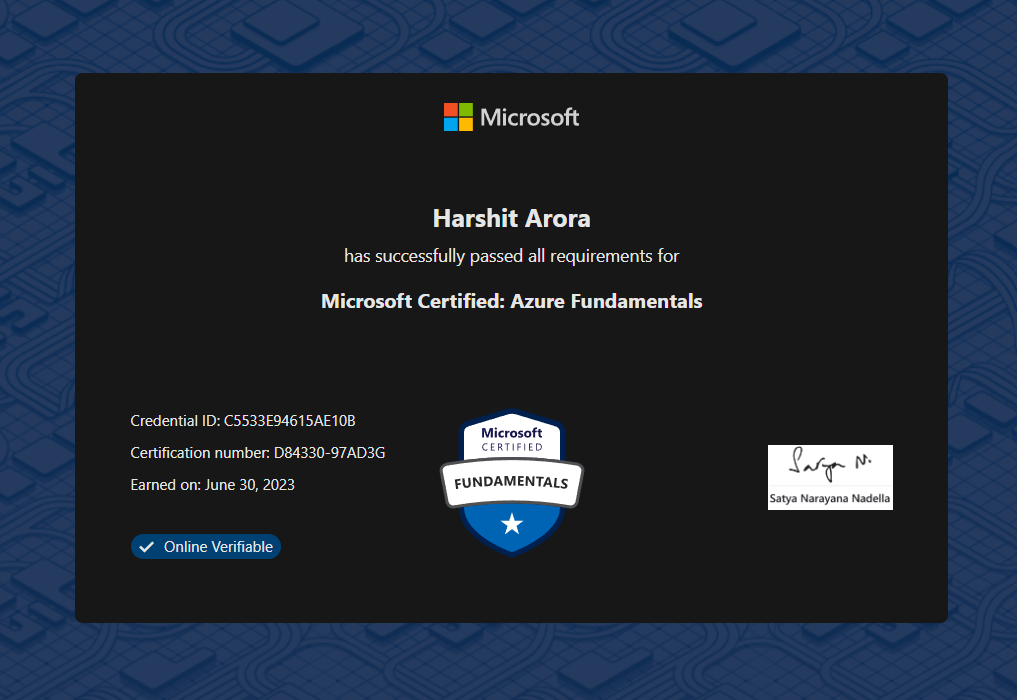 Microsoft
Harshit Arora
has successfully passed all requirements for
Microsoft Certified: Azure Fundamentals
Credential ID: C5533E94615AE10B
Certification number: D84330-97AD3G
Earned on: June 30, 2023
Online Verifiable
Microsoft
CERTIFIED
FUNDAMENTALS
Satya N.
Satya Narayana Nadella